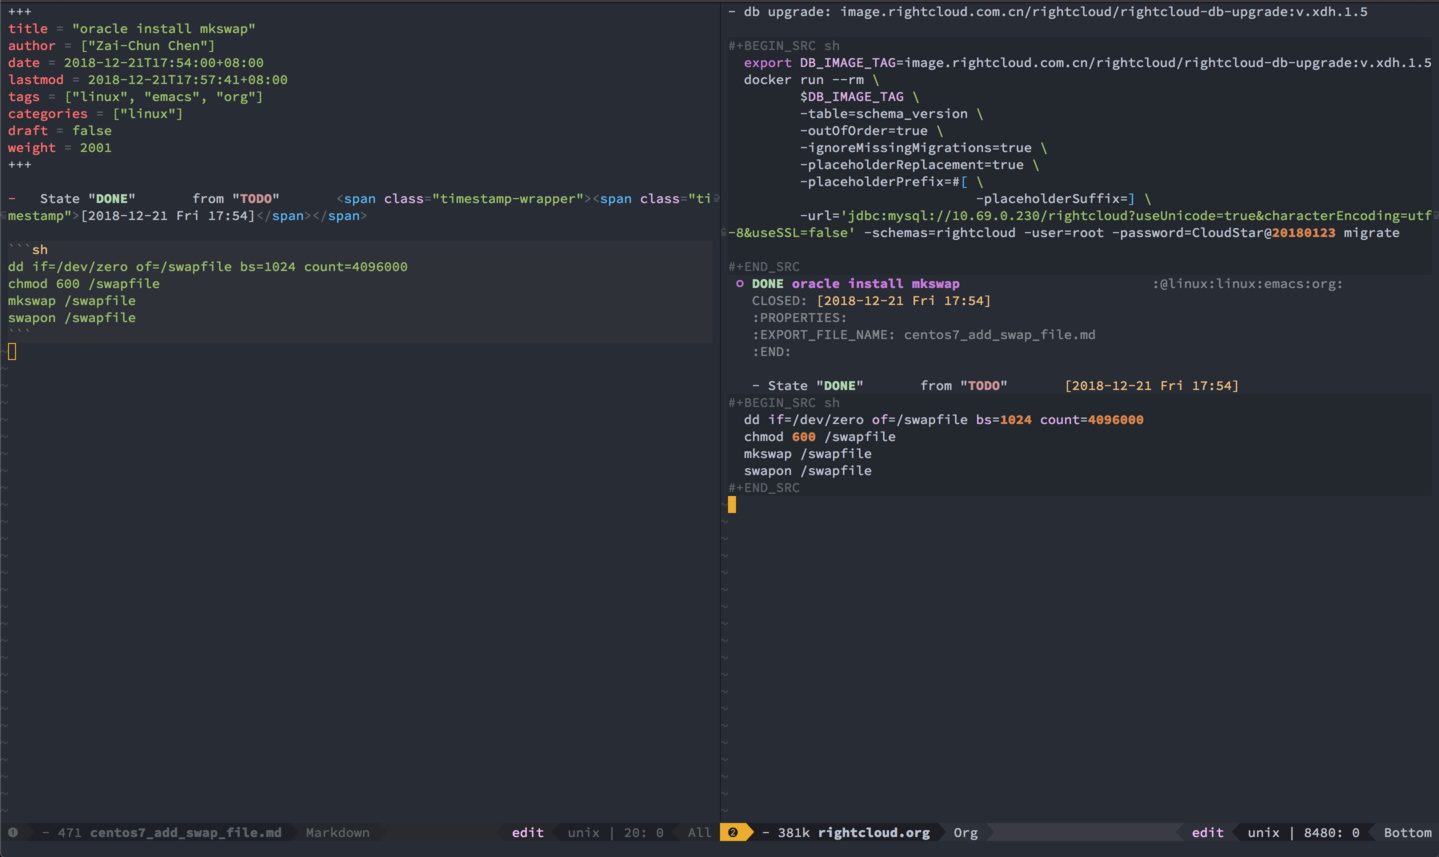 +++
title = "oracle install mkswap"
author = ["Zai-Chun Chen"]
date = 2018-12-21T17:54:00+08:00
lastmod = 2018-12-21T17:57:41+08:00
tags = ["linux", "emacs", "org"]
categories = ["linux"]
draft = false
weight = 2001
+++
-   State "DONE"       from "TODO"       <span class="timestamp-wrapper"><span class="ti
mestamp">[2018-12-21 Fri 17:54]</span></span>
```sh
dd if=/dev/zero of=/swapfile bs=1024 count=4096000
chmod 600 /swapfile
mkswap /swapfile
swapon /swapfile
```
❶ - 471 centos7_add_swap_file.md Markdown edit unix | 20: 0 All
- db upgrade: image.rightcloud.com.cn/rightcloud/rightcloud-db-upgrade:v.xdh.1.5
#+BEGIN_SRC sh
export DB_IMAGE_TAG=image.rightcloud.com.cn/rightcloud/rightcloud-db-upgrade:v.xdh.1.5
docker run --rm \
$DB_IMAGE_TAG \
-table=schema_version \
-outOfOrder=true \
-ignoreMissingMigrations=true \
-placeholderReplacement=true \
-placeholderPrefix=#[ \
-placeholderSuffix=] \
-url='jdbc:mysql://10.69.0.230/rightcloud?useUnicode=true&characterEncoding=utf
-8&useSSL=false' -schemas=rightcloud -user=root -password=CloudStar@20180123 migrate
#+END_SRC
DONE oracle install mkswap :@linux:linux:emacs:org:
CLOSED: [2018-12-21 Fri 17:54]
:PROPERTIES:
:EXPORT_FILE_NAME: centos7_add_swap_file.md
:END:
- State "DONE"       from "TODO"       [2018-12-21 Fri 17:54]
#+BEGIN_SRC sh
dd if=/dev/zero of=/swapfile bs=1024 count=4096000
chmod 600 /swapfile
mkswap /swapfile
swapon /swapfile
#+END_SRC
❷ - 381k rightcloud.org Org edit unix | 8480: 0 Bottom